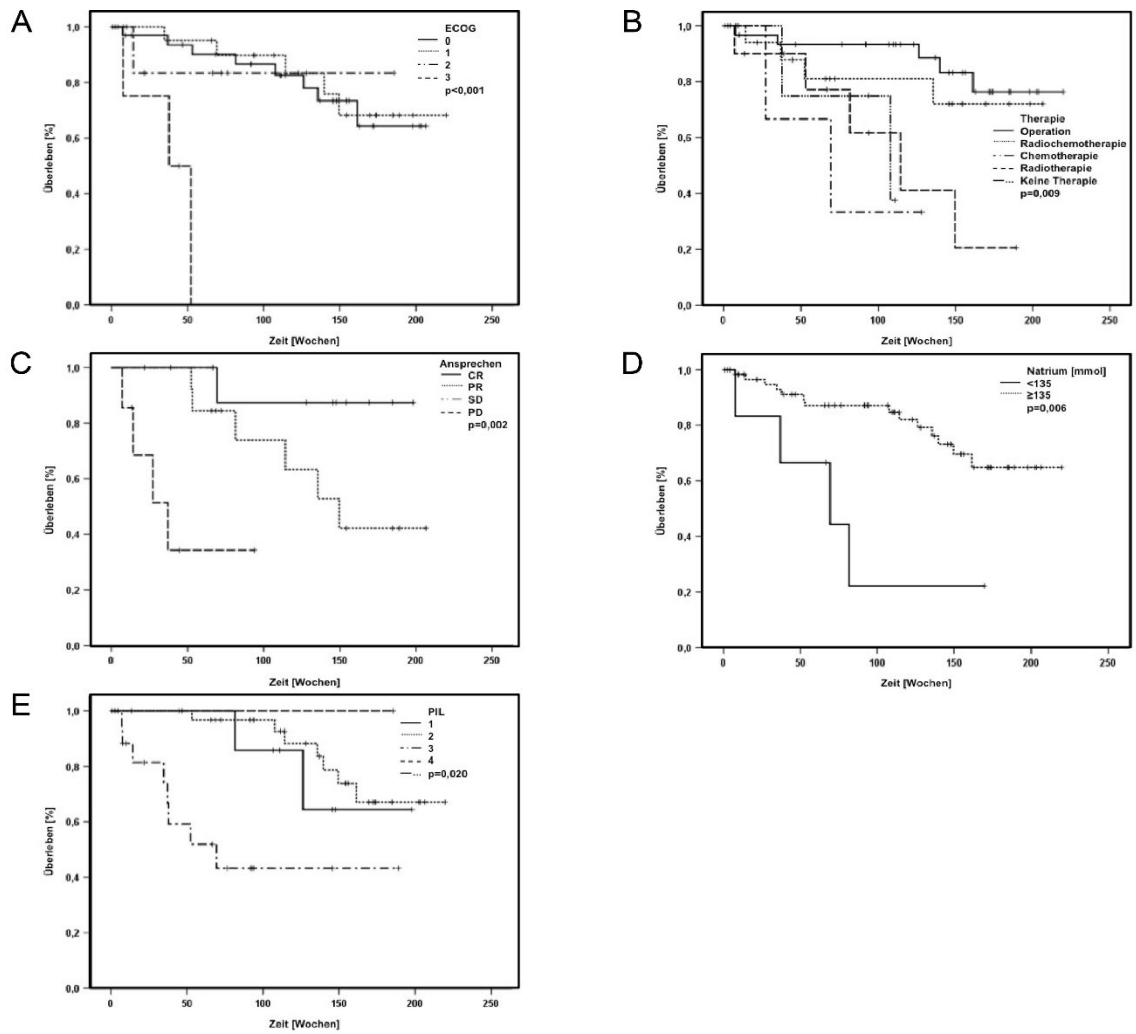 A
Überleben [%]
1,0
0,8
0,6
0,4
0,2
0,0
ECOG
0
1
2
3
p<0,001
0
50
100
150
200
250
Zeit [Wochen]
B
Überleben [%]
1,0
0,8
0,6
0,4
0,2
0,0
Therapie
Operation
Radiochemotherapie
Chemotherapie
Radiotherapie
Keine Therapie
p=0,009
0
50
100
150
200
250
Zeit [Wochen]
C
Überleben [%]
1,0
0,8
0,6
0,4
0,2
0,0
Ansprechen
CR
PR
SD
PD
p=0,002
0
50
100
150
200
250
Zeit [Wochen]
D
Überleben [%]
1,0
0,8
0,6
0,4
0,2
0,0
Natrium [mmol]
<135
≥135
p=0,006
0
50
100
150
200
250
Zeit [Wochen]
E
Überleben [%]
1,0
0,8
0,6
0,4
0,2
0,0
PIL
1
2
3
4
p=0,020
0
50
100
150
200
250
Zeit [Wochen]